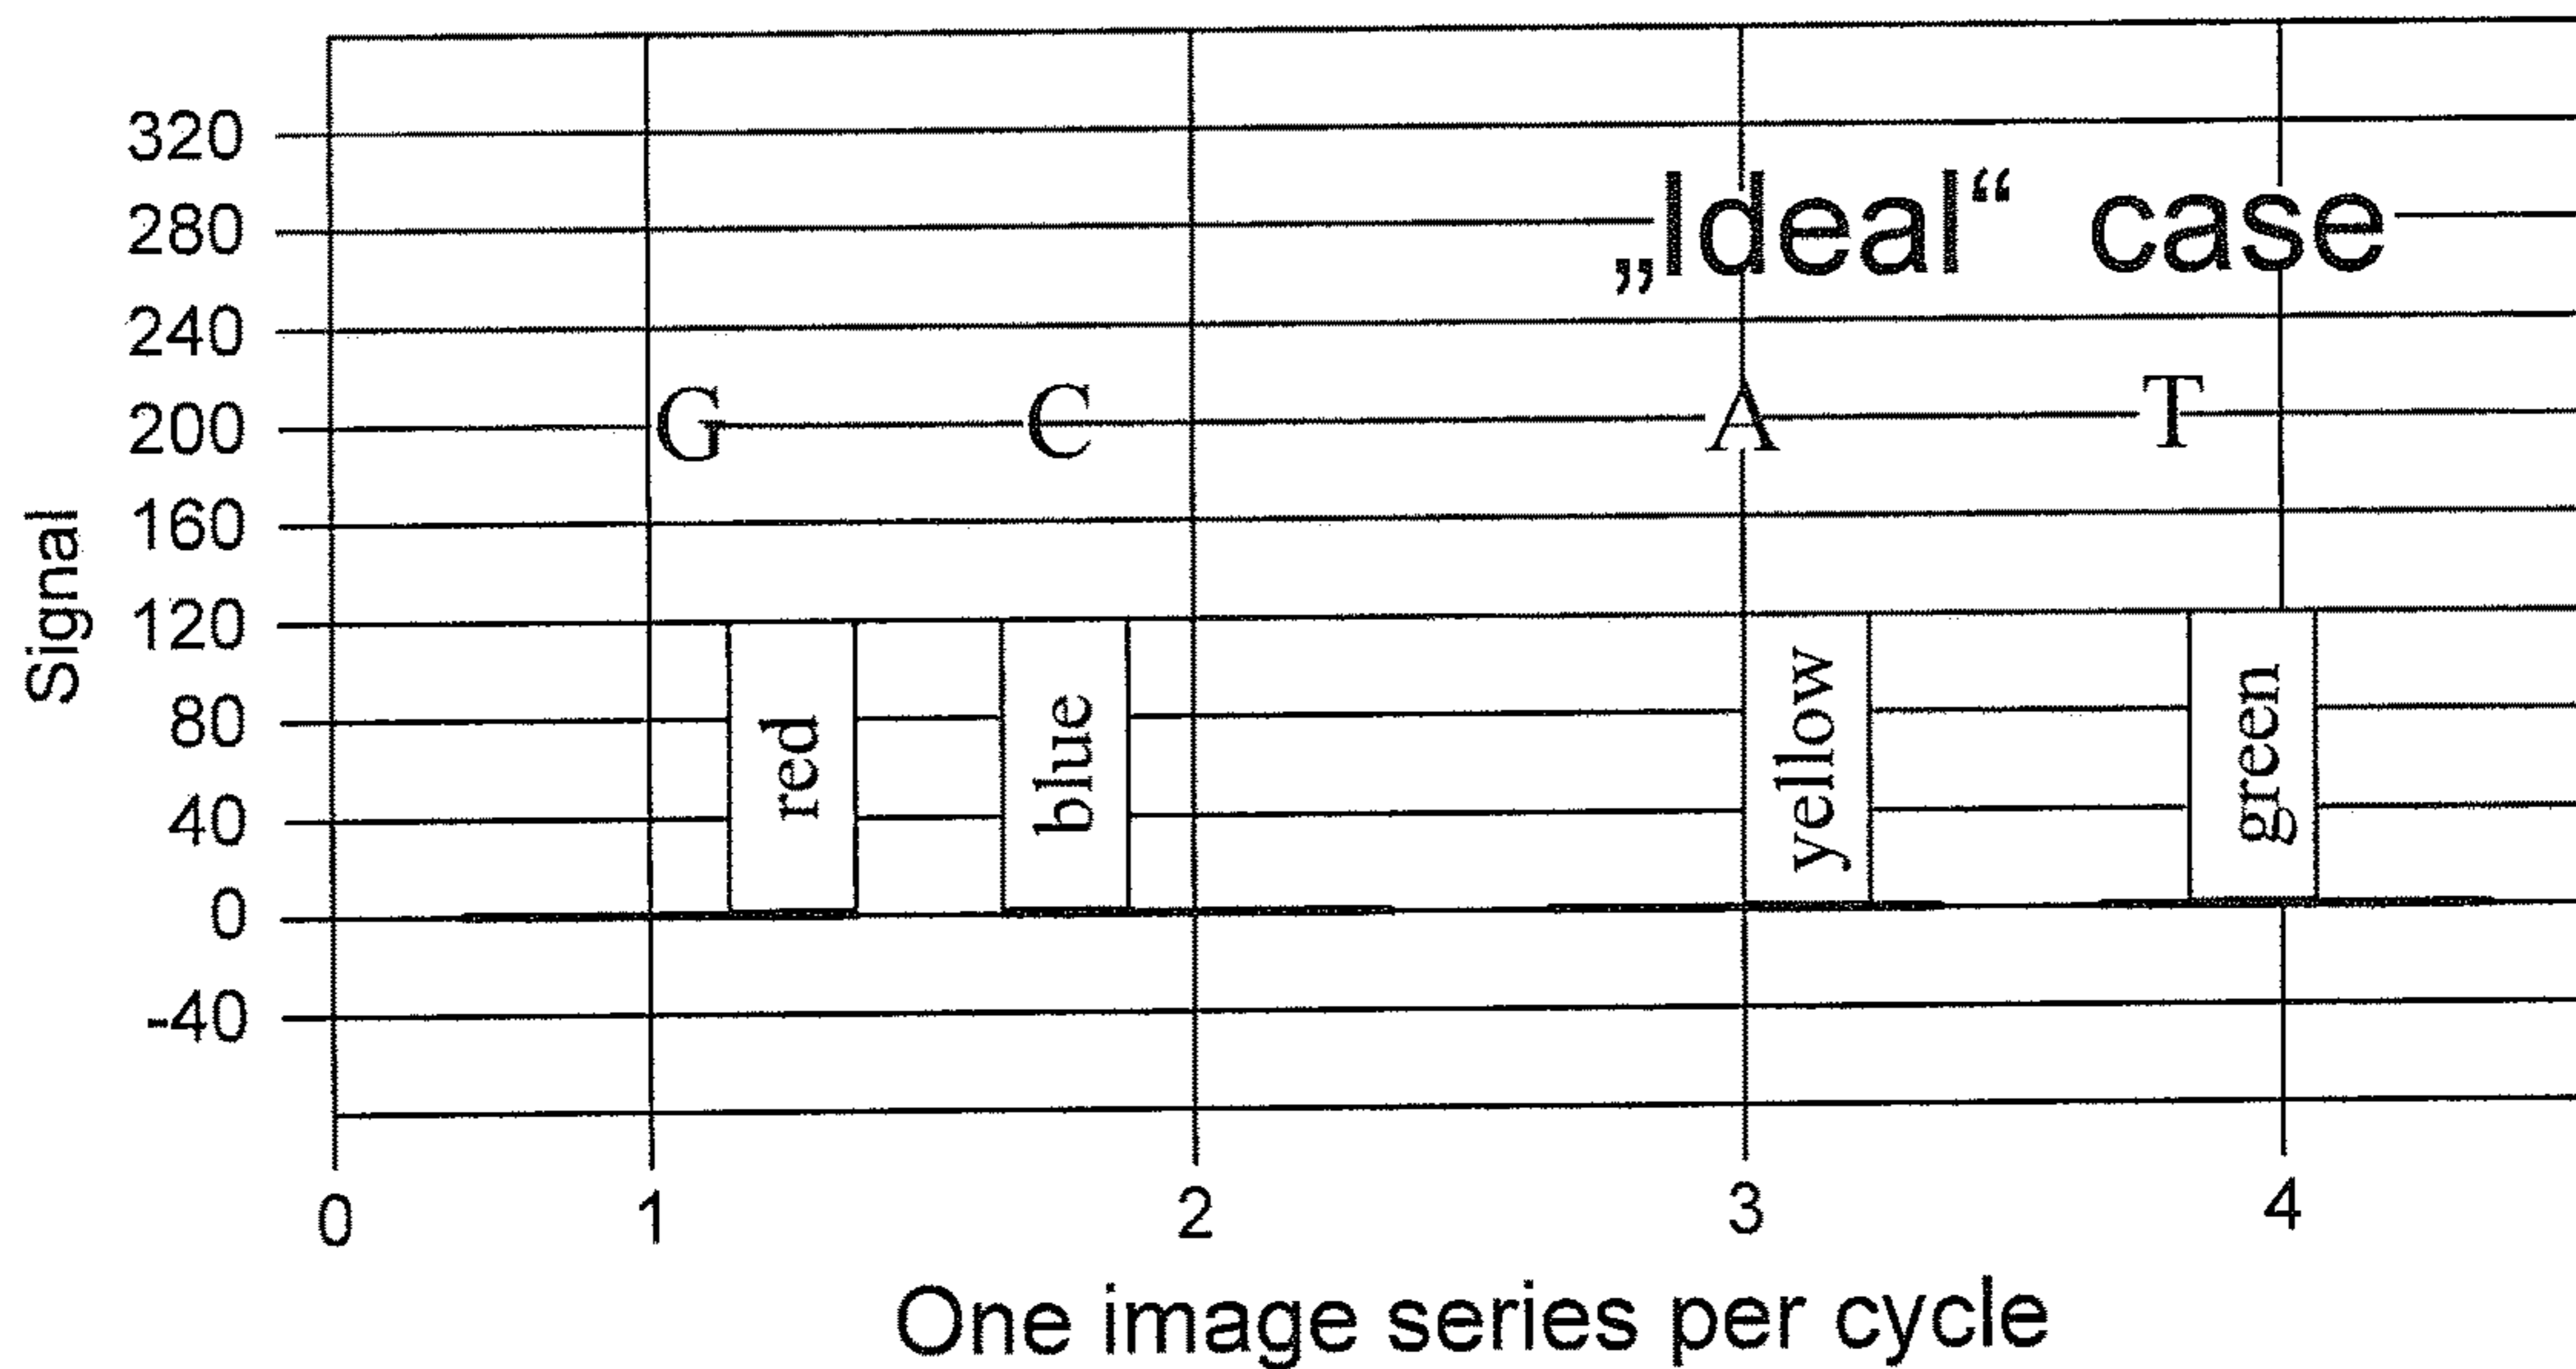 320
280
„Ideal“ case
240
200
G C A T
160
Signal
120
80
40
red blue yellow green
0
-40
0 1 2 3 4
One image series per cycle